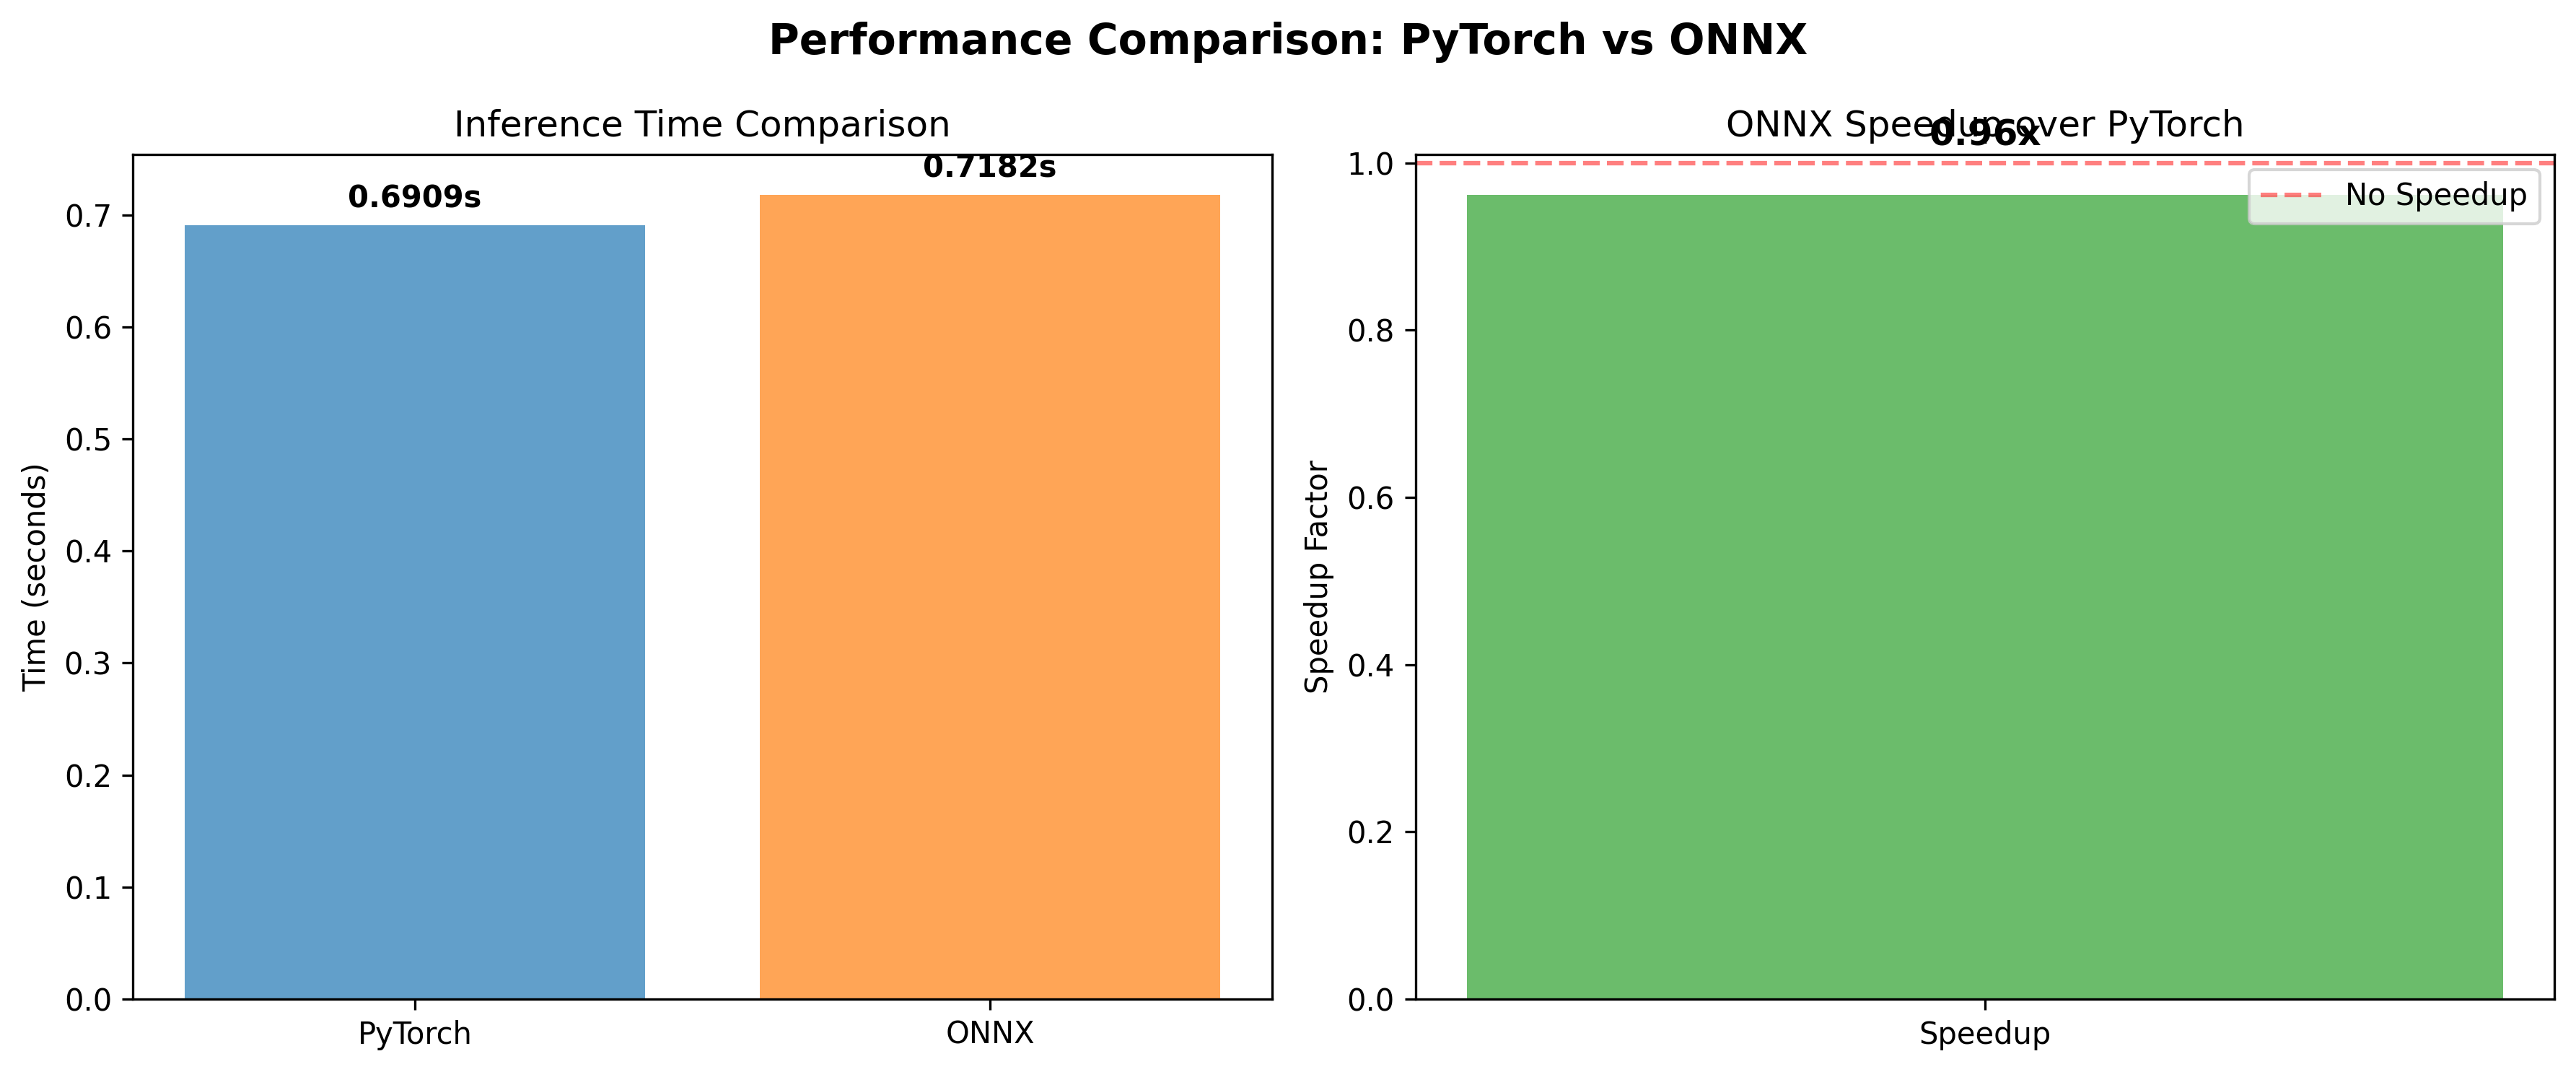 Performance Comparison: PyTorch vs ONNX
Inference Time Comparison
Time (seconds)
0.7
0.6
0.5
0.4
0.3
0.2
0.1
0.0
0.6909s
0.7182s
PyTorch
ONNX
ONNX Speedup over PyTorch
0.96x
Speedup Factor
1.0
0.8
0.6
0.4
0.2
0.0
No Speedup
Speedup